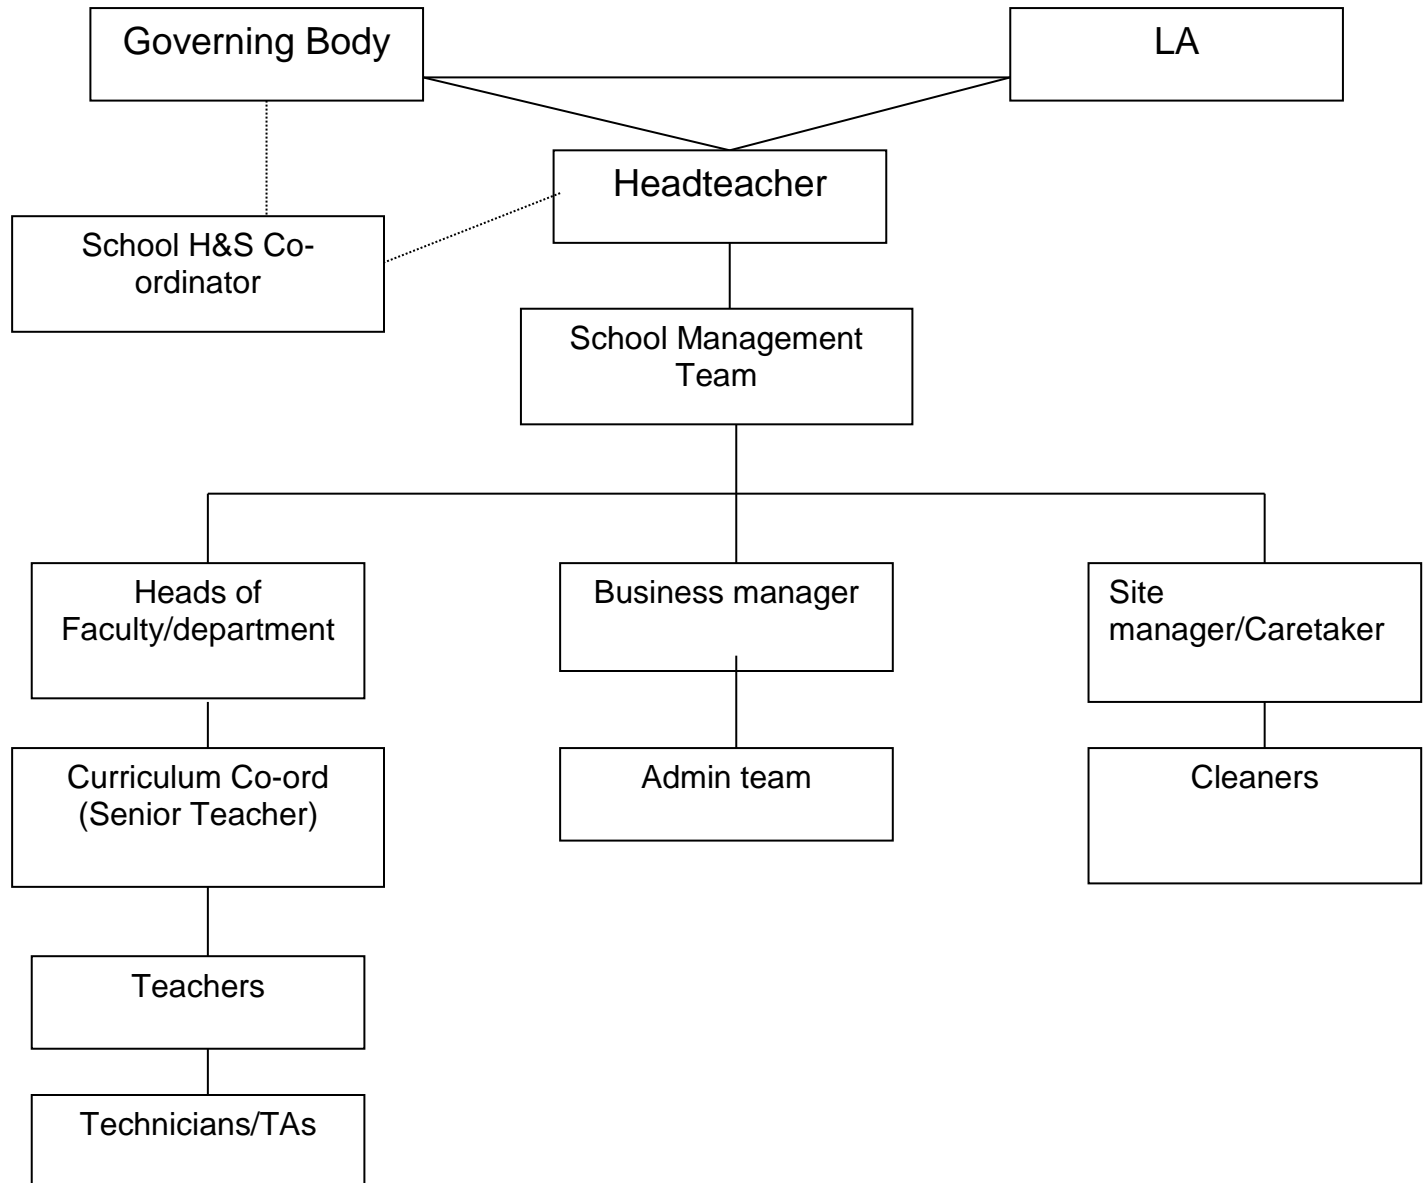 Governing Body
LA
Headteacher
School H&S Co-
ordinator
School Management
Team
Heads of
Faculty/department
Business manager
Site
manager/Caretaker
Curriculum Co-ord
(Senior Teacher)
Admin team
Cleaners
Teachers
Technicians/TAs